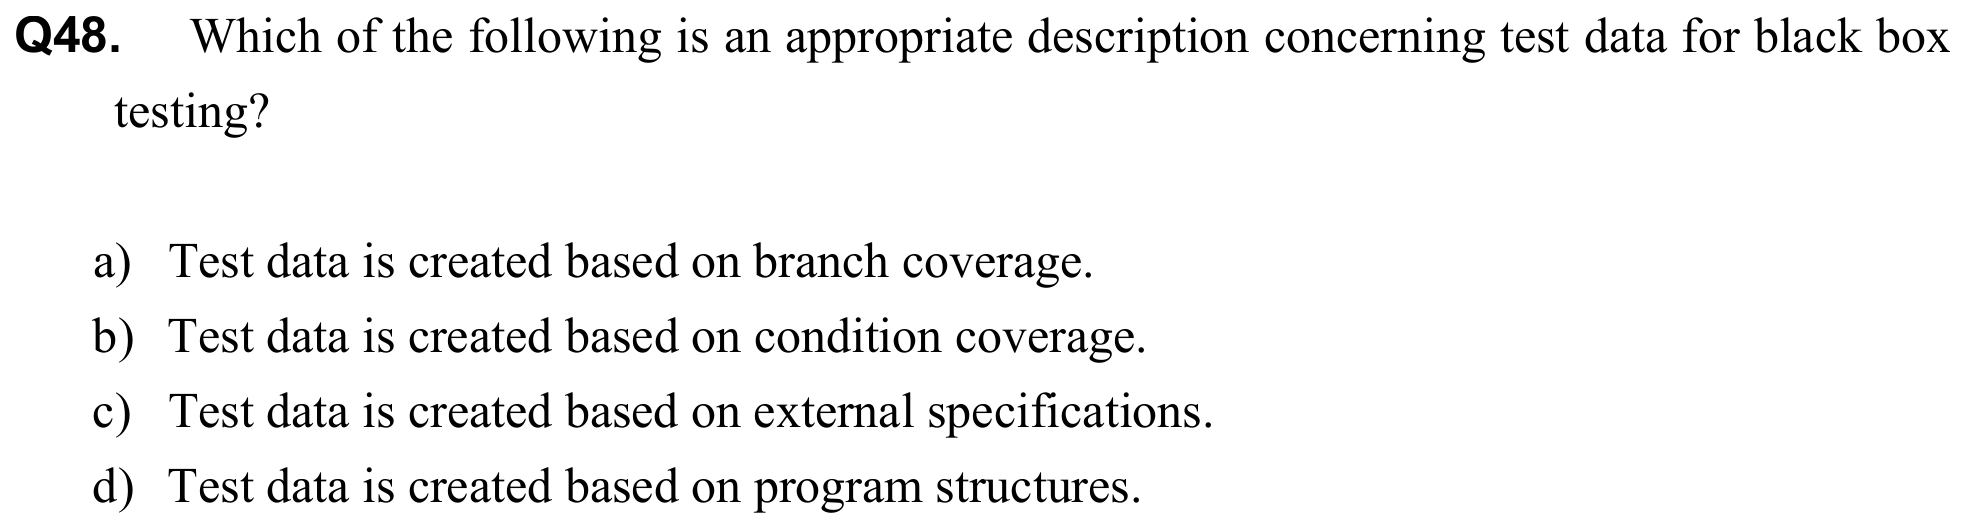 Q48. Which of the following is an appropriate description concerning test data for black box
testing?
a) Test data is created based on branch coverage.
b) Test data is created based on condition coverage.
c) Test data is created based on external specifications.
d) Test data is created based on program structures.